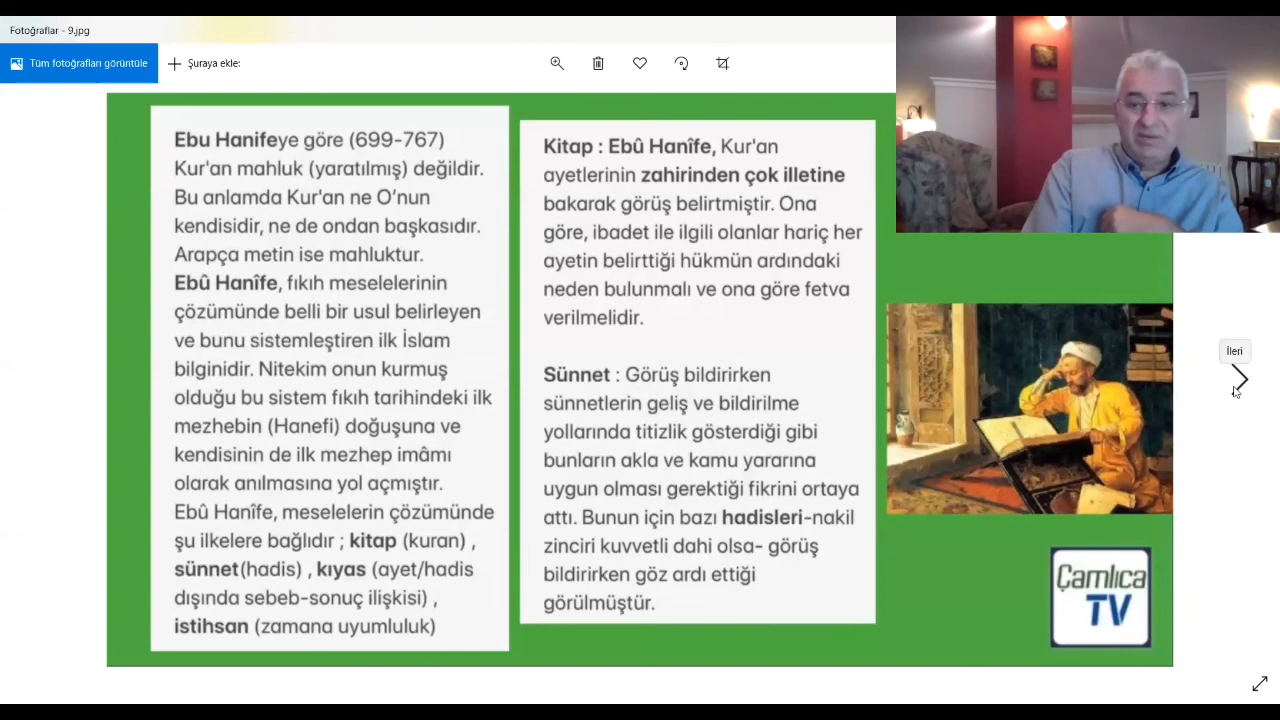 Fotoğraflar - 9.jpg
Tüm fotoğrafları görüntüle
Şuraya ekle:
Ebu Hanifeye göre (699-767)
Kur'an mahluk (yaratılmış) değildir.
Bu anlamda Kur'an ne O'nun
kendisidir, ne de ondan başkasıdır.
Arapça metin ise mahluktur.
Ebû Hanîfe, fıkıh meselelerinin
çözümünde belli bir usul belirleyen
ve bunu sistemleştiren ilk İslam
bilginidir. Nitekim onun kurmuş
olduğu bu sistem fıkıh tarihindeki ilk
mezhebin (Hanefi) doğuşuna ve
kendisinin de ilk mezhep imâmı
olarak anılmasına yol açmıştır.
Ebû Hanîfe, meselelerin çözümünde
şu ilkelere bağlıdır ; kitap (kuran) ,
sünnet(hadis) , kıyas (ayet/hadis
dışında sebeb-sonuç ilişkisi) ,
istihsan (zamana uyumluluk)
Kitap : Ebû Hanîfe, Kur'an
ayetlerinin zahirinden çok illetine
bakarak görüş belirtmiştir. Ona
göre, ibadet ile ilgili olanlar hariç her
ayetin belirttiği hükmün ardındaki
neden bulunmalı ve ona göre fetva
verilmelidir.
Sünnet : Görüş bildirirken
sünnetlerin geliş ve bildirilme
yollarında titizlik gösterdiği gibi
bunların akla ve kamu yararına
uygun olması gerektiği fikrini ortaya
attı. Bunun için bazı hadisleri-nakil
zinciri kuvvetli dahi olsa- görüş
bildirirken göz ardı ettiği
görülmüştür.
İleri
Çamlıca
TV